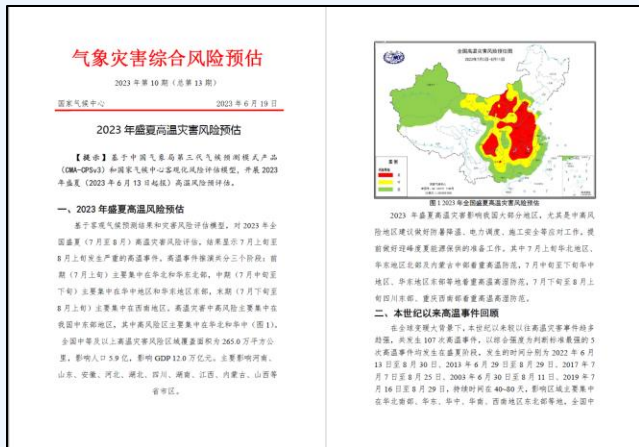 气象灾害综合风险预估
2023 年第 10 期（总第 13 期）
国家气候中心 2023 年 6 月 19 日
2023 年盛夏高温灾害风险预估
【提示】基于中国气象局第三代气候预测模式产品
（CMA-CPSv3）和国家气候中心客观化风险评估模型，开展 2023
年盛夏（2023 年 6 月 13 日起报）高温风险预评估。
一、2023 年盛夏高温风险预估
基于客观气候预测结果和灾害风险评估模型，对 2023 年全
国盛夏（7 月至 8 月）高温灾害风险评估。结果显示 7 月上旬至
8 月上旬发生严重的高温事件，高温事件推演共分三个阶段：前
期（7 月上旬）主要集中在华北和华东北部，中期（7 月中旬至
下旬）主要集中在华中地区和华东地区东部，末期（7 月下旬至
8 月上旬）主要集中在西南地区。高温灾害中高风险主要集中在
我国中东部地区，其中高风险区主要集中在华北和华中（图 1）。
全国中等及以上高温灾害风险区域覆盖面积为 265.0 万平方公
里，影响人口 5.9 亿，影响 GDP 12.0 万亿元。主要影响河南、
山东、安徽、河北、湖北、四川、湖南、江西、内蒙古、山西等
省市区。
全国高温灾害风险预估图
图 1 2023 年全国高温灾害风险预估图
2023 年盛夏高温灾害影响我国大部分地区，尤其是中高风
险地区建议做好防暑降温、电力调度、施工安全等应对工作，提
前做好迎峰度夏能源保供的准备工作。其中 7 月上旬华北地区、
华东地区北部及内蒙古中部着重高温防范，7 月中旬至下旬华中
地区、华东地区东部等地着重高温防范，7 月下旬至 8 月上
旬四川东部、重庆西南部着重高温高湿防范。
二、本世纪以来高温事件回顾
在全球变暖大背景下，本世纪以来较以往高温灾害事件趋多
趋强，共发生 107 次高温事件，以综合强度为判断标准最强的 5
次高温事件均发生在盛夏阶段，发生的时间分别为 2022 年 6 月
13 日至 8 月 30 日、2013 年 6 月 29 日至 8 月 29 日、2017 年 7
月 7 日至 8 月 25 日、2003 年 6 月 30 日至 8 月 11 日、2019 年 7
月 16 日至 8 月 29 日，持续时间在 40-80 天，影响区域主要集中
在华北南部、华东、华中、华南、西南地区东北部等地，全国中